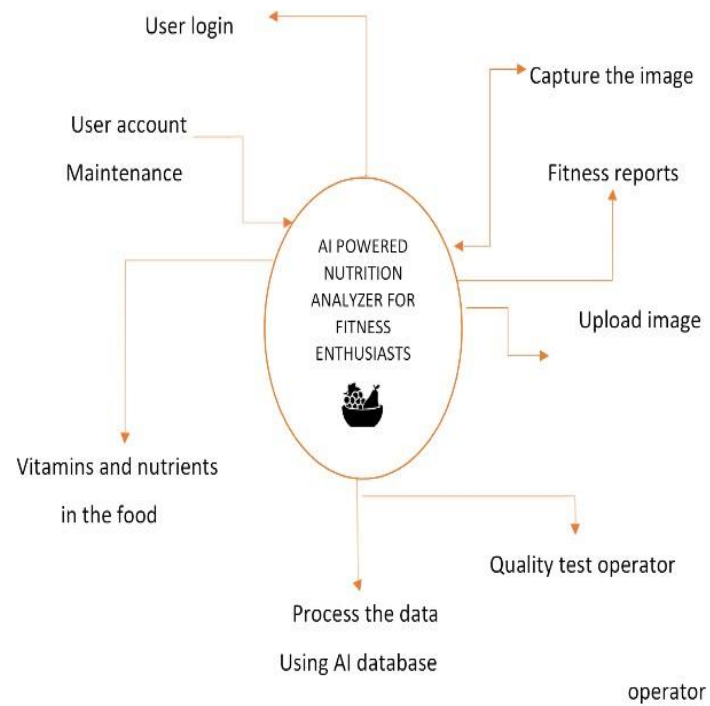 User login
Capture the image
User account
Maintenance
Fitness reports
AI POWERED
NUTRITION
ANALYZER FOR
FITNESS
ENTHUSIASTS
Upload image
Vitamins and nutrients
in the food
Quality test operator
Process the data
Using AI database
operator